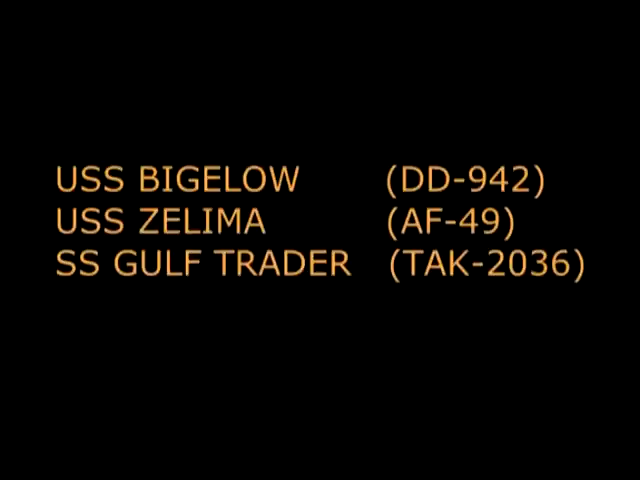 USS BIGELOW (DD-942)
USS ZELIMA (AF-49)
SS GULF TRADER (TAK-2036)